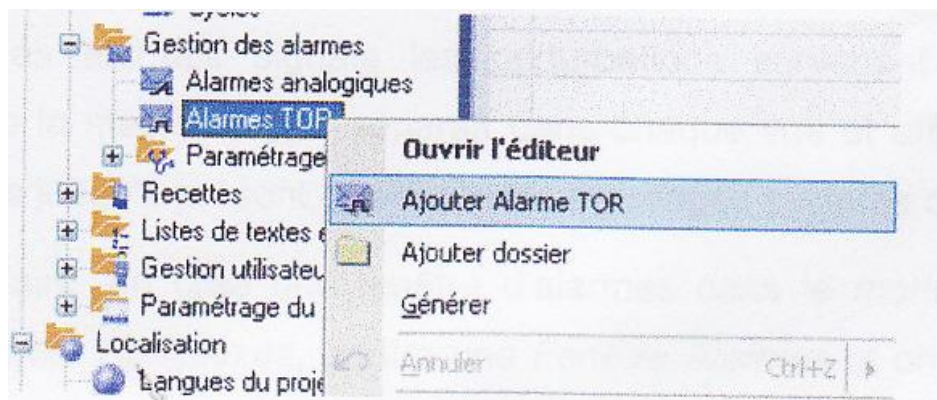 Cycles
Gestion des alarmes
Alarmes analogiques
Alarmes TOR
Paramétrage
Recettes
Listes de textes e
Gestion utilisateu
Paramétrage du
Localisation
Langues du proje
Ouvrir l'éditeur
Ajouter Alarme TOR
Ajouter dossier
Générer
Annuler Ctrl+Z